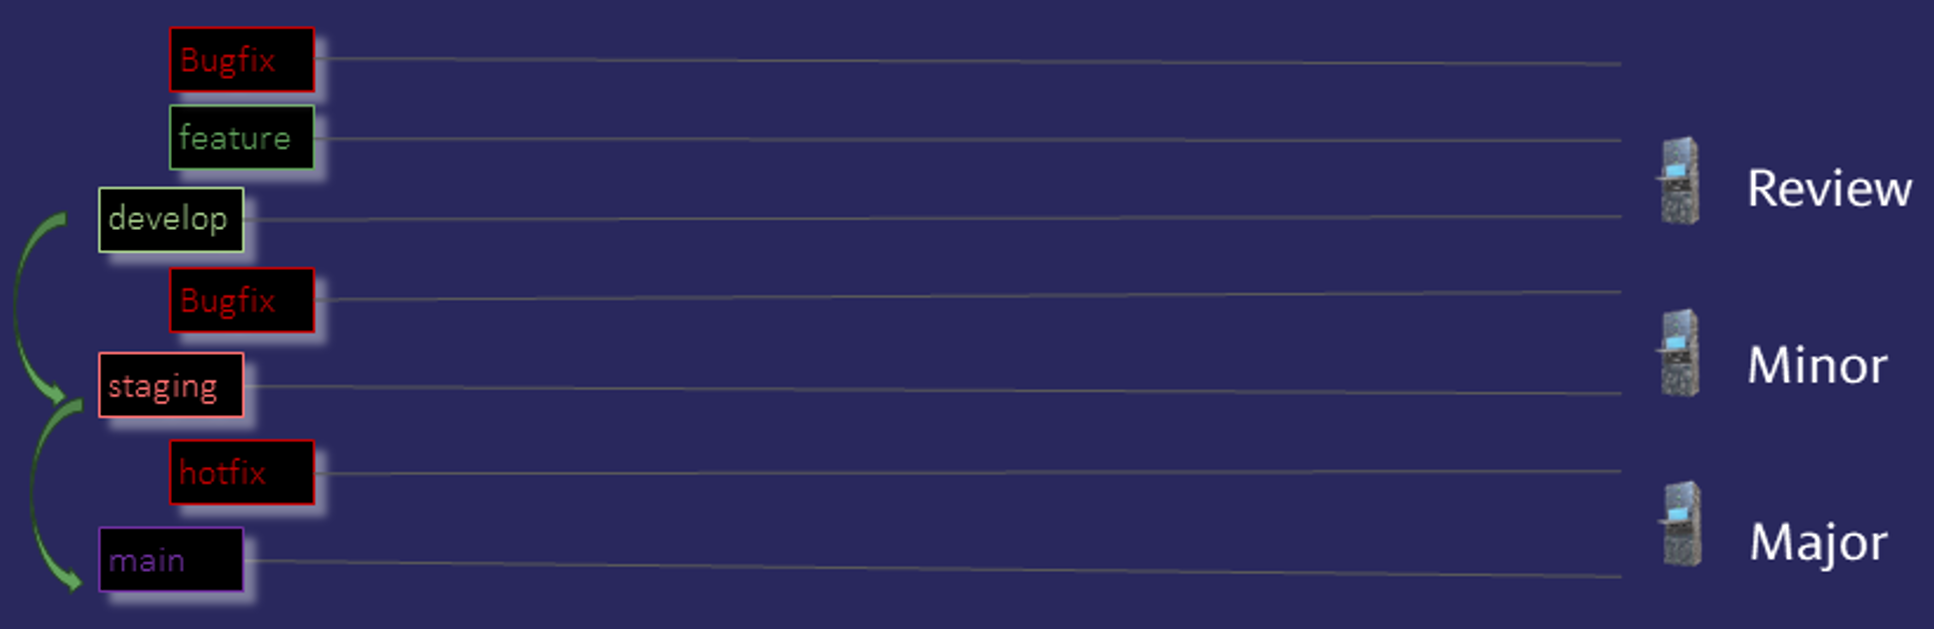 Bugfix
feature
develop
Review
Bugfix
staging
Minor
hotfix
main
Major